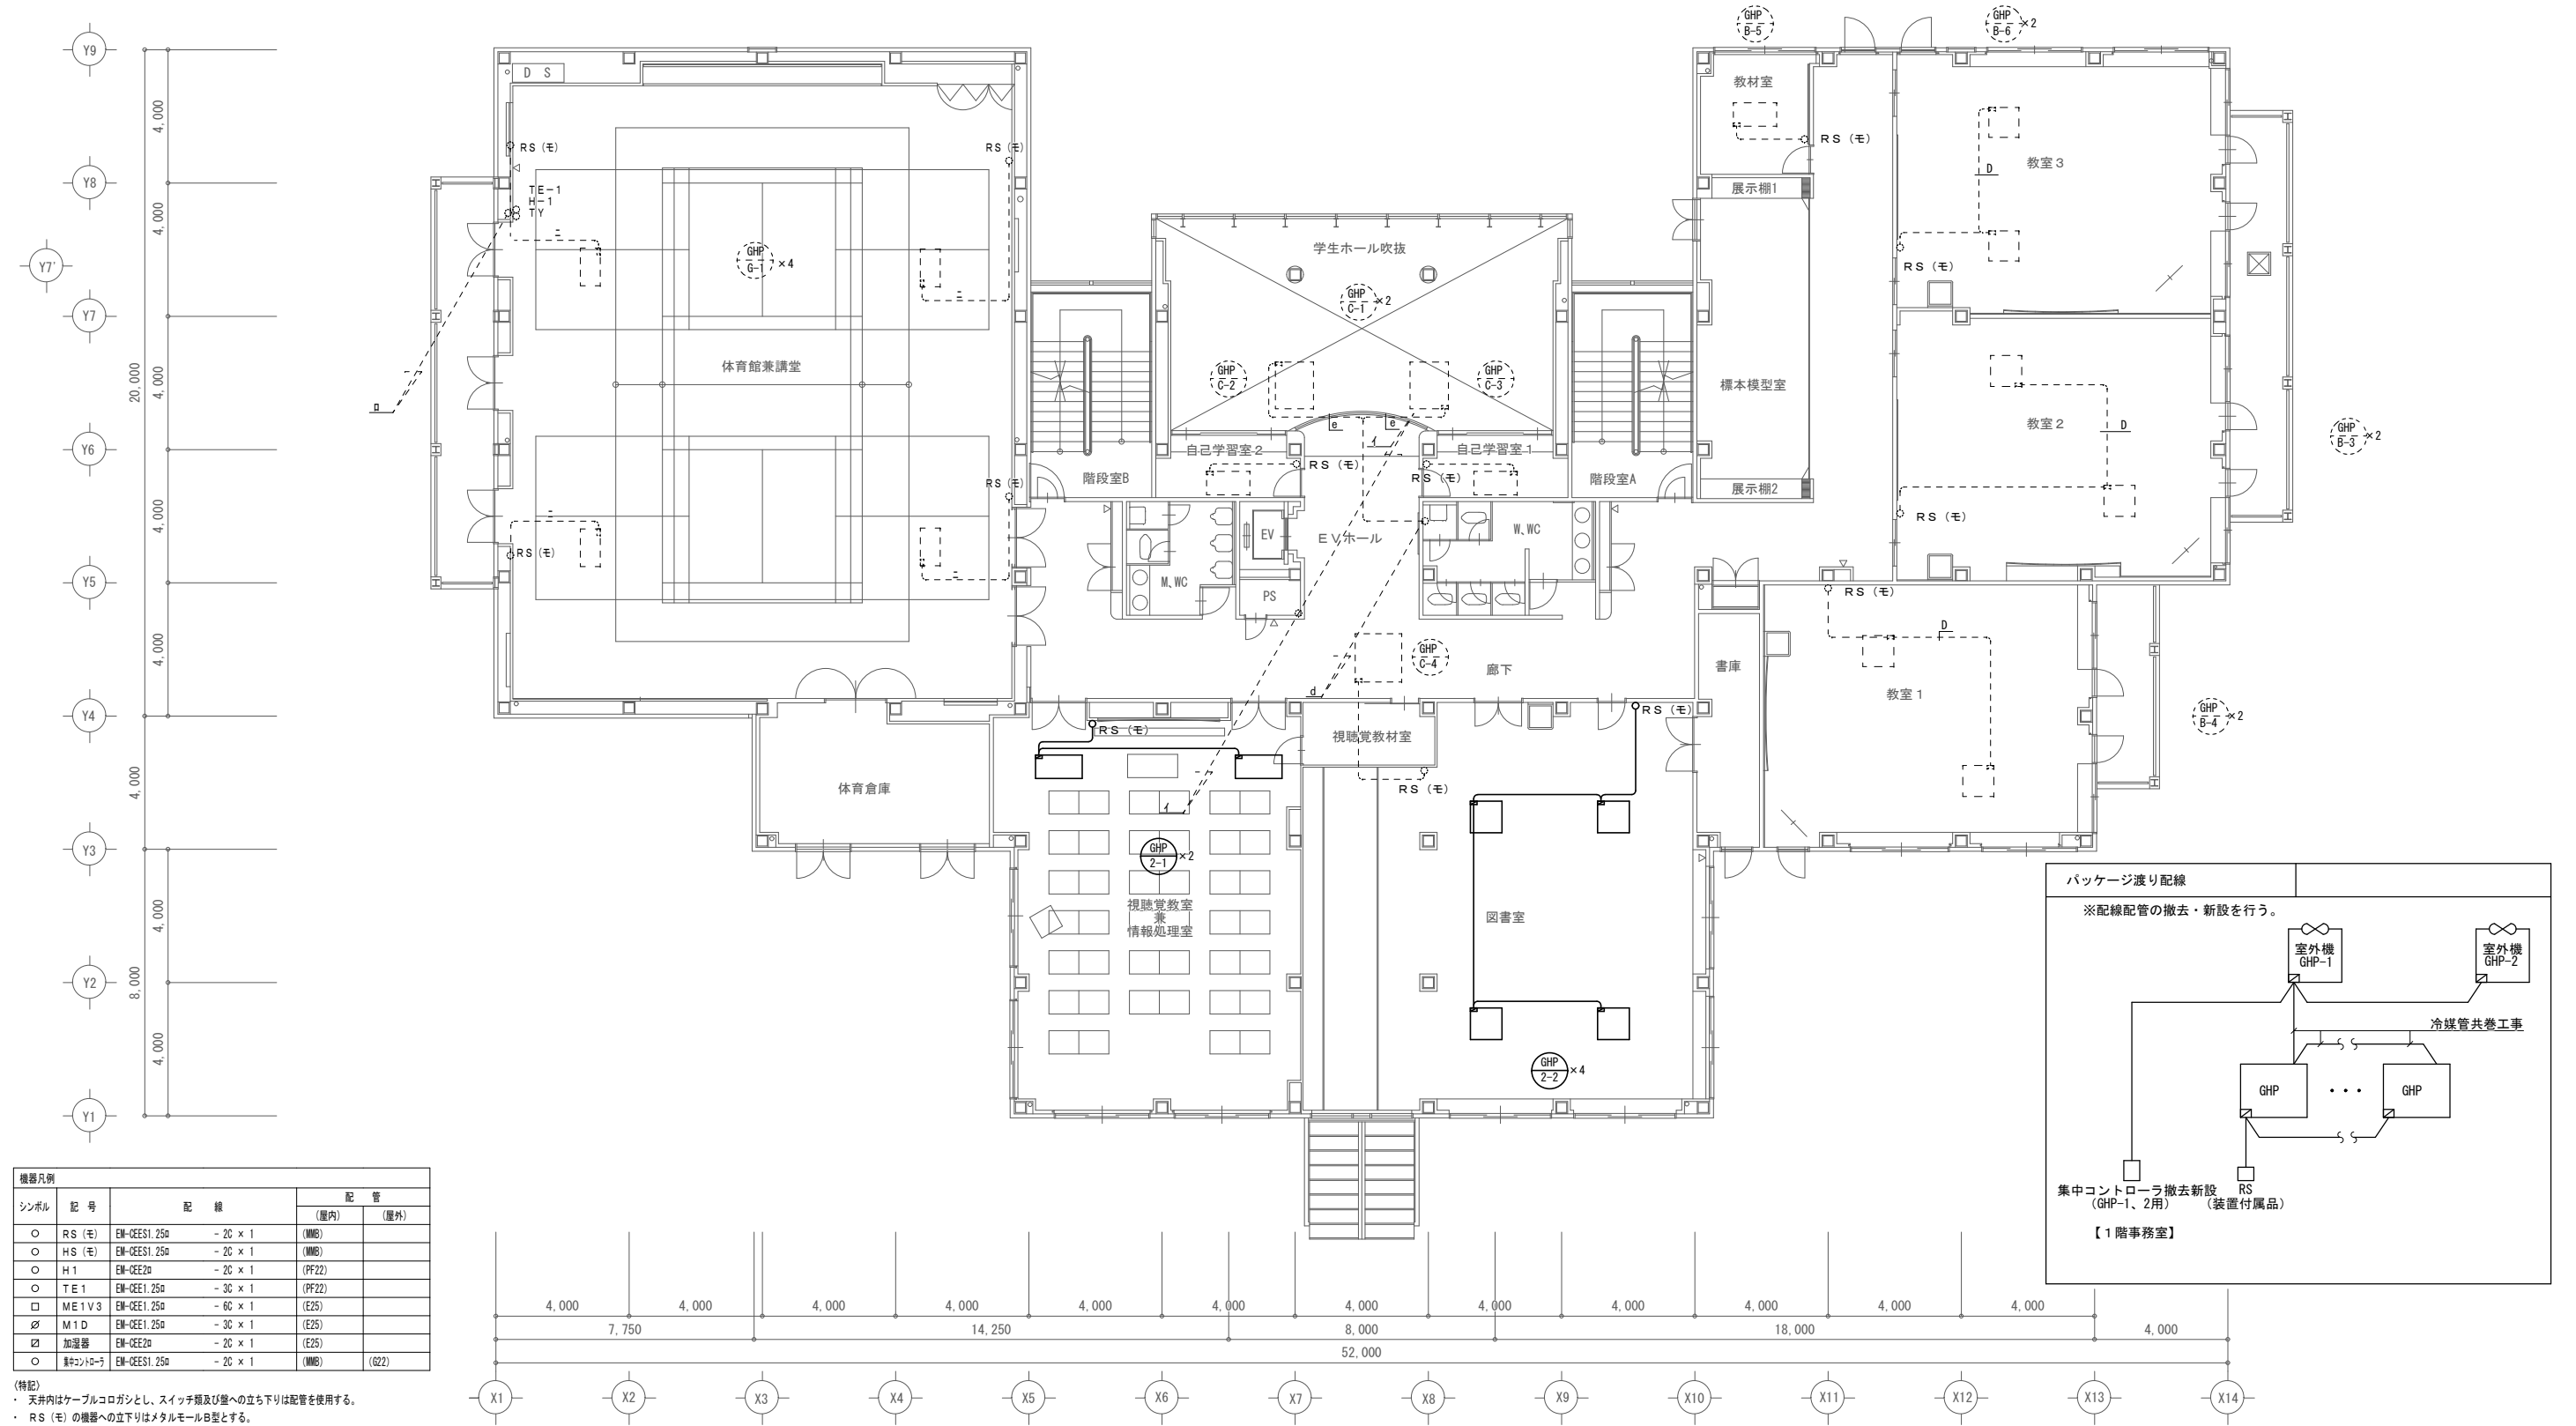 GHP
B-5
GHP
B-6
×2
Y9
D S
教材室
4,000
RS (モ)
RS (モ)
RS (モ)
教室3
D
Y8
展示棚1
TE-1
H-1
TY
4,000
ニ
GHP
G-1
×4
学生ホール吹抜
Y7'
RS (モ)
ニ
GHP
C-1
×2
Y7
体育館兼講堂
20,000
4,000
GHP
C-2
GHP
C-3
標本模型室
ロ
e
e
イ
教室2
D
GHP
B-3
×2
Y6
自己学習室2
自己学習室1
RS (モ)
RS (モ)
階段室B
階段室A
RS (モ)
展示棚2
4,000
ニ
RS (モ)
EV
EVホール
W、WC
RS (モ)
ニ
Y5
M、WC
PS
RS (モ)
D
4,000
GHP
C-4
廊下
書庫
教室1
d
Y4
RS (モ)
RS (モ)
GHP
B-4
×2
視聴覚教材室
4,000
体育倉庫
RS (モ)
イ
Y3
GHP
2-1
×2
視聴覚教室
兼
情報処理室
図書室
4,000
8,000
Y2
4,000
GHP
2-2
×4
Y1
パッケージ渡り配線
※配線配管の撤去・新設を行う。
室外機
GHP-1
室外機
GHP-2
冷媒管共巻工事
GHP
・・・
GHP
集中コントローラ撤去新設
(GHP-1、2用)
RS
(装置付属品)
【1階事務室】
機器凡例
シンボル 記 号 配 線 配 管
(屋内) (屋外)
○ RS (モ) EM-CEES1.25□ - 2C × 1 (MMB)
○ HS (モ) EM-CEES1.25□ - 2C × 1 (MMB)
○ H1 EM-CEE2□ - 2C × 1 (PF22)
○ TE1 EM-CEE1.25□ - 3C × 1 (PF22)
□ ME1V3 EM-CEE1.25□ - 6C × 1 (E25)
Ø M1D EM-CEE1.25□ - 3C × 1 (E25)
加湿器 EM-CEE2□ - 2C × 1 (E25)
○ 集中コントローラ EM-CEES1.25□ - 2C × 1 (MMB) (G22)
(特記)
・ 天井内はケーブルコロガシとし、スイッチ類及び盤への立ち下りは配管を使用する。
・ RS (モ) の機器への立下りはメタルモールB型とする。
4,000 4,000 4,000 4,000 4,000 4,000 4,000 4,000 4,000 4,000 4,000 4,000
7,750 14,250 8,000 18,000 4,000
52,000
X1 X2 X3 X4 X5 X6 X7 X8 X9 X10 X11 X12 X13 X14